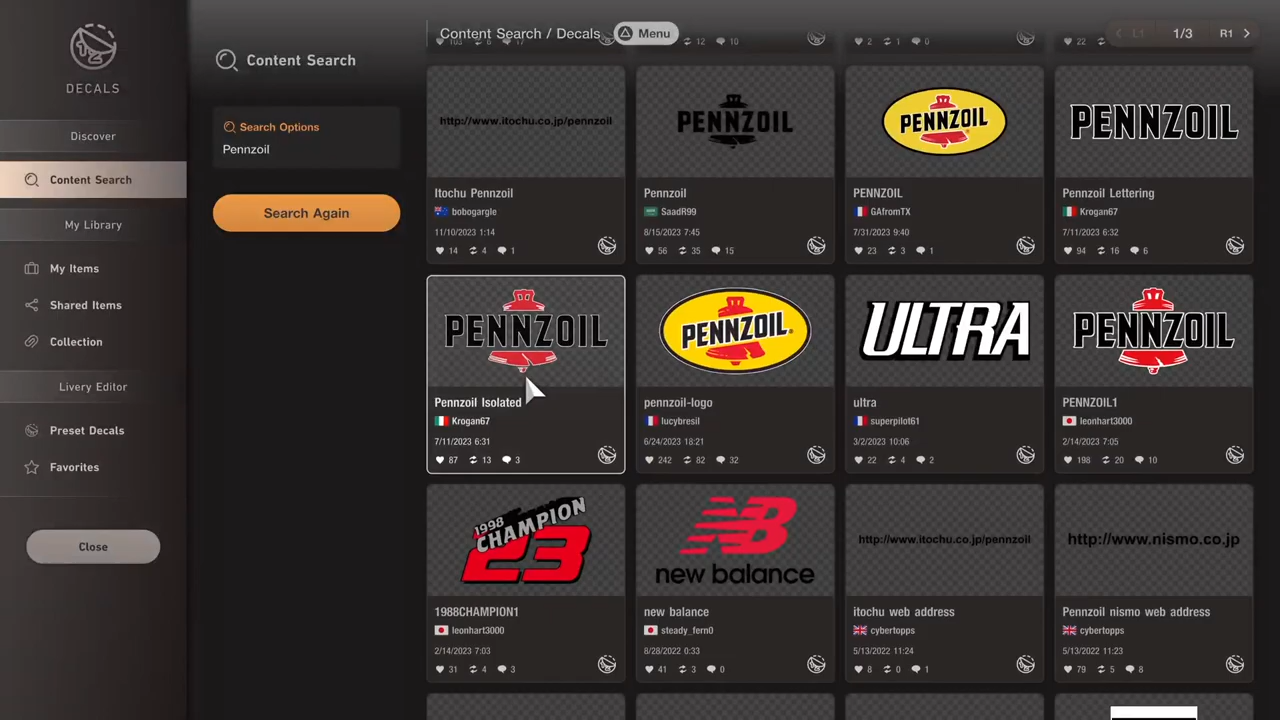 DECALS
Discover
Content Search
My Library
My Items
Shared Items
Collection
Livery Editor
Preset Decals
Favorites
Close
Content Search
Search Options
Pennzoil
Search Again
Content Search / Decals
Menu
L1
1/3
R1
103 6 17
12 10
2 1 0
22
http://www.itochu.co.jp/pennzoil
Itochu Pennzoil
bobogargle
11/10/2023 1:14
14 4 1
PENNZOIL
Pennzoil
SaadR99
8/15/2023 7:45
56 35 15
PENNZOIL
PENNZOIL
GAfromTX
7/31/2023 9:40
23 3 1
PENNZOIL
Pennzoil Lettering
Krogan67
7/11/2023 6:32
94 16 6
PENNZOIL
Pennzoil Isolated
Krogan67
7/11/2023 6:31
87 13 3
PENNZOIL®
pennzoil-logo
lucybresil
6/24/2023 18:21
242 82 32
ULTRA
ultra
superpilot61
3/2/2023 10:06
22 4 2
PENNZOIL
PENNZOIL1
leonhart3000
2/14/2023 7:05
198 20 10
1998
CHAMPION
23
1988CHAMPION1
leonhart3000
2/14/2023 7:03
31 4 3
new balance
new balance
steady_fern0
8/28/2022 0:33
41 3 0
http://www.itochu.co.jp/pennzoil
itochu web address
cybertopps
5/13/2022 11:24
8 0 1
http://www.nismo.co.jp
Pennzoil nismo web address
cybertopps
5/13/2022 11:23
79 5 8